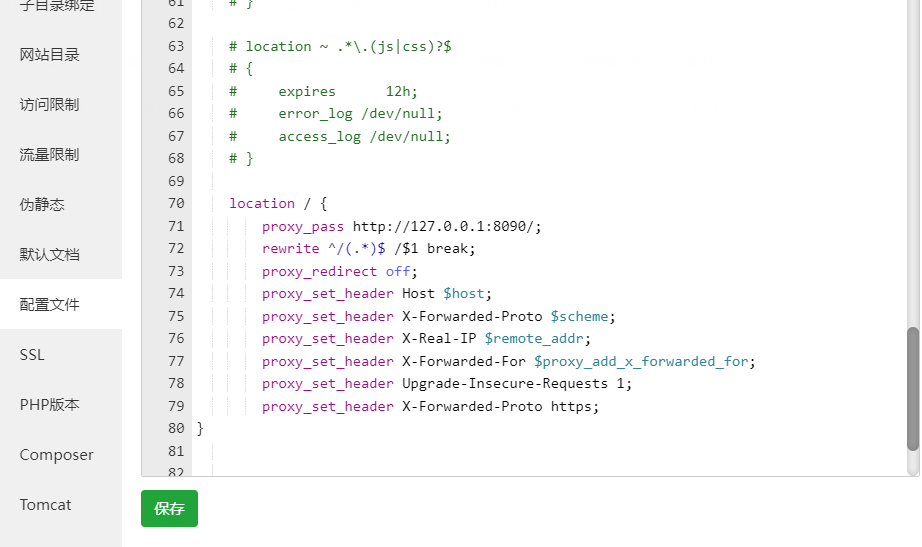 子目录绑定
网站目录
访问限制
流量限制
伪静态
默认文档
配置文件
SSL
PHP版本
Composer
Tomcat
61 # }
62
63 # location ~ .*\.(js|css)?$
64 # {
65 #     expires      12h;
66 #     error_log /dev/null;
67 #     access_log /dev/null;
68 # }
69
70 location / {
71 proxy_pass http://127.0.0.1:8090/;
72 rewrite ^/(.*)$ /$1 break;
73 proxy_redirect off;
74 proxy_set_header Host $host;
75 proxy_set_header X-Forwarded-Proto $scheme;
76 proxy_set_header X-Real-IP $remote_addr;
77 proxy_set_header X-Forwarded-For $proxy_add_x_forwarded_for;
78 proxy_set_header Upgrade-Insecure-Requests 1;
79 proxy_set_header X-Forwarded-Proto https;
80 }
81
82
保存